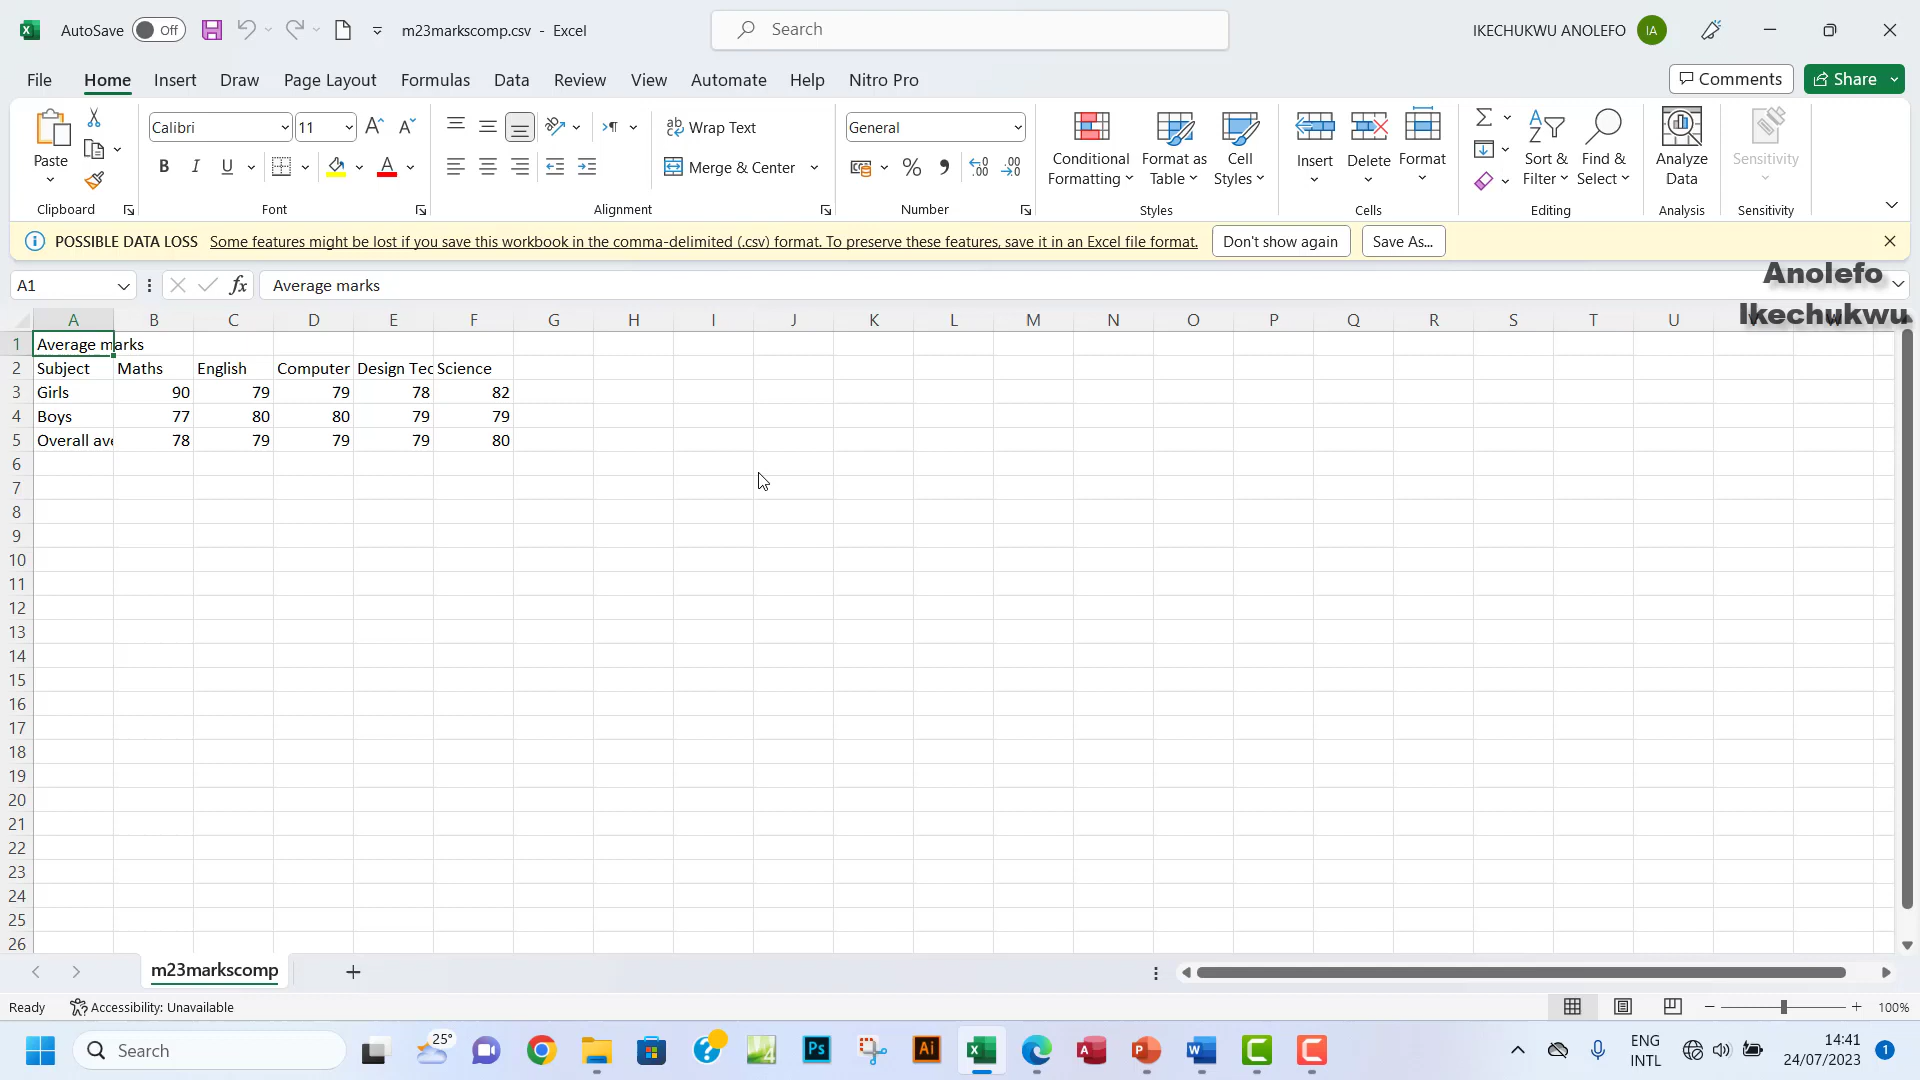 AutoSave Off m23markscomp.csv - Excel Search IKECHUKWU ANOLEFO IA
File Home Insert Draw Page Layout Formulas Data Review View Automate Help Nitro Pro Comments Share
Paste Calibri 11 Wrap Text General Conditional Formatting Format as Table Cell Styles Insert Delete Format Sort & Filter Find & Select Analyze Data Sensitivity
B I U Merge & Center
Clipboard Font Alignment Number Styles Cells Editing Analysis Sensitivity
POSSIBLE DATA LOSS Some features might be lost if you save this workbook in the comma-delimited (.csv) format. To preserve these features, save it in an Excel file format. Don't show again Save As...
A1 fx Average marks
Anolefo
Ikechukwu
A B C D E F G H I J K L M N O P Q R S T U
1 Average marks
2 Subject Maths English Computer Design Tec Science
3 Girls 90 79 79 78 82
4 Boys 77 80 80 79 79
5 Overall ave 78 79 79 79 80
6
7
8
9
10
11
12
13
14
15
16
17
18
19
20
21
22
23
24
25
26
m23markscomp
Ready Accessibility: Unavailable 100%
Search 25° Ps Ai ENG INTL 14:41 24/07/2023 1